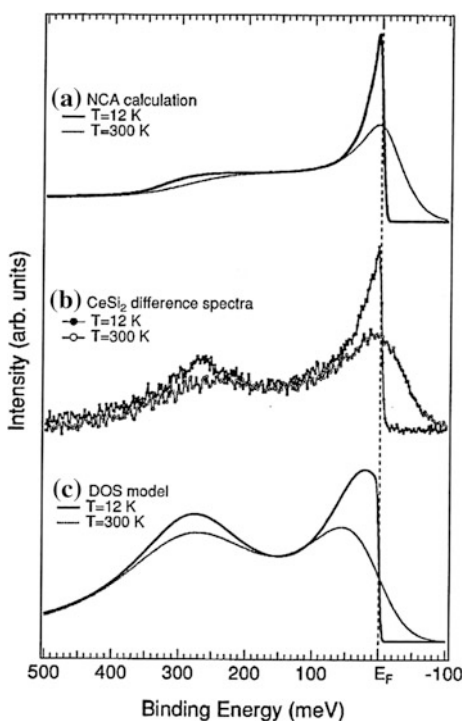 (a) NCA calculation
T=12 K
T=300 K
(b) CeSi2 difference spectra
T=12 K
T=300 K
(c) DOS model
T=12 K
T=300 K
Intensity (arb. units)
500 400 300 200 100 EF -100
Binding Energy (meV)